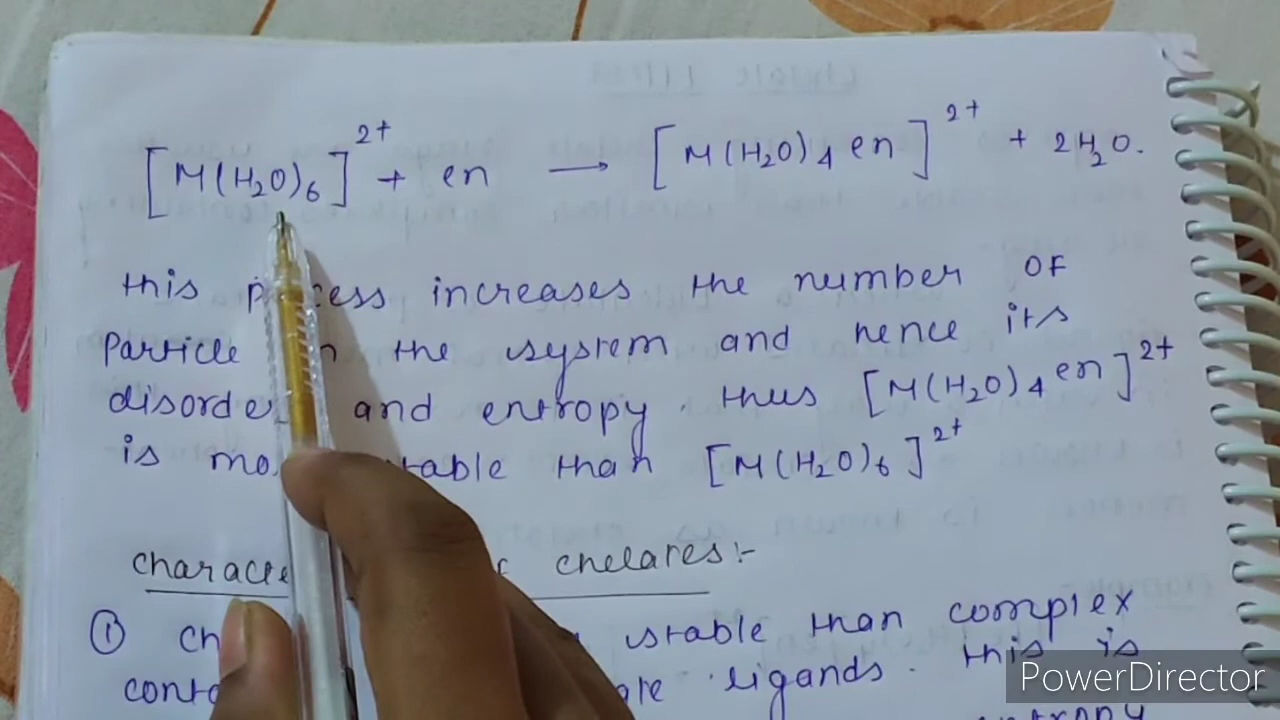 [M(H2O)6]2+ + en → [M(H2O)4 en]2+ + 2H2O.
this process increases the number OF
Particle the system and hence its
disorder and entropy. thus [M(H2O)4 en]2+
is stable than [M(H2O)6]2+
chelates:-
① stable than complex
ligands. this is
entropy
PowerDirector